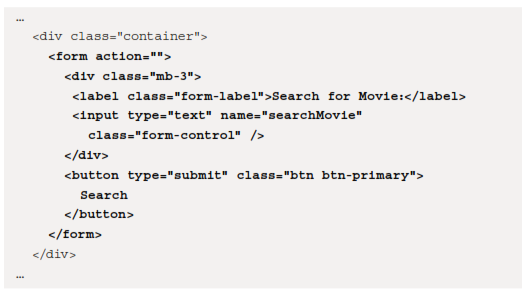 …
<div class="container">
<form action="">
<div class="mb-3">
<label class="form-label">Search for Movie:</label>
<input type="text" name="searchMovie"
class="form-control" />
</div>
<button type="submit" class="btn btn-primary">
Search
</button>
</form>
</div>
…